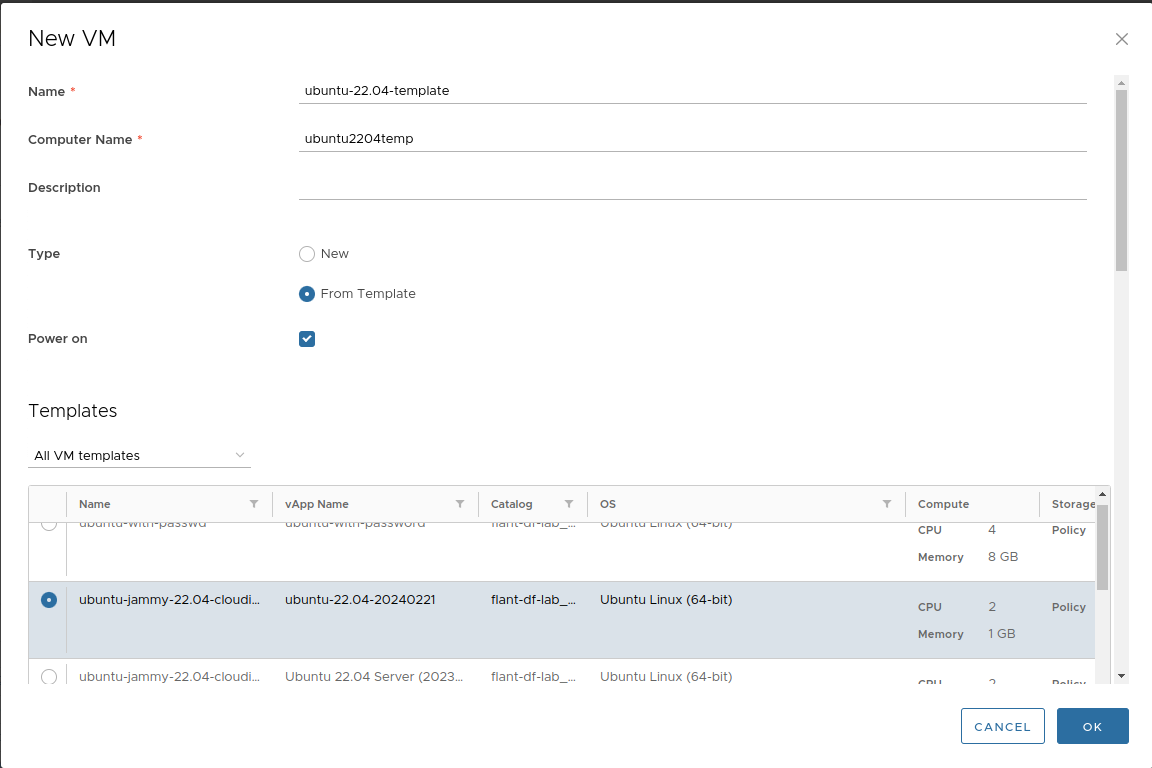 New VM
Name *
ubuntu-22.04-template
Computer Name *
ubuntu2204temp
Description
Type
New
From Template
Power on
Templates
All VM templates
Name vApp Name Catalog OS Compute Storage
ubuntu-with-passwd ubuntu-with-password flant-df-lab_... Ubuntu Linux (64-bit) CPU 4 Policy
Memory 8 GB
ubuntu-jammy-22.04-cloudi... ubuntu-22.04-20240221 flant-df-lab_... Ubuntu Linux (64-bit) CPU 2 Policy
Memory 1 GB
ubuntu-jammy-22.04-cloudi... Ubuntu 22.04 Server (2023... flant-df-lab_... Ubuntu Linux (64-bit) CPU 2 Policy
CANCEL OK